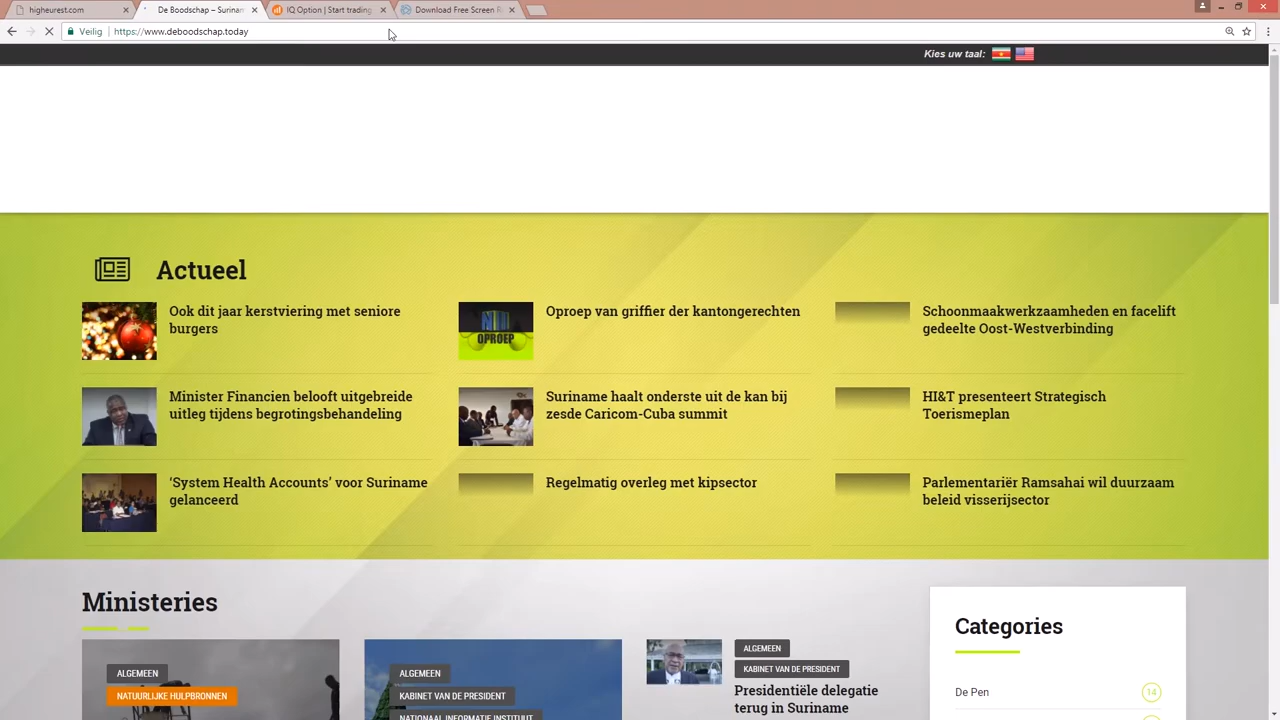 higheurest.com
De Boodschap – Surinam
IQ Option | Start trading
Download Free Screen R
Veilig
https://www.deboodschap.today
Kies uw taal:
Actueel
Ook dit jaar kerstviering met seniore
burgers
Oproep van griffier der kantongerechten
OPROEP
Schoonmaakwerkzaamheden en facelift
gedeelte Oost-Westverbinding
Minister Financien belooft uitgebreide
uitleg tijdens begrotingsbehandeling
Suriname haalt onderste uit de kan bij
zesde Caricom-Cuba summit
HI&T presenteert Strategisch
Toerismeplan
‘System Health Accounts’ voor Suriname
gelanceerd
Regelmatig overleg met kipsector
Parlementariër Ramsahai wil duurzaam
beleid visserijsector
Ministeries
ALGEMEEN
NATUURLIJKE HULPBRONNEN
ALGEMEEN
KABINET VAN DE PRESIDENT
NATIONAAL INFORMATIE INSTITUUT
ALGEMEEN
KABINET VAN DE PRESIDENT
Presidentiële delegatie
terug in Suriname
Categories
De Pen
14